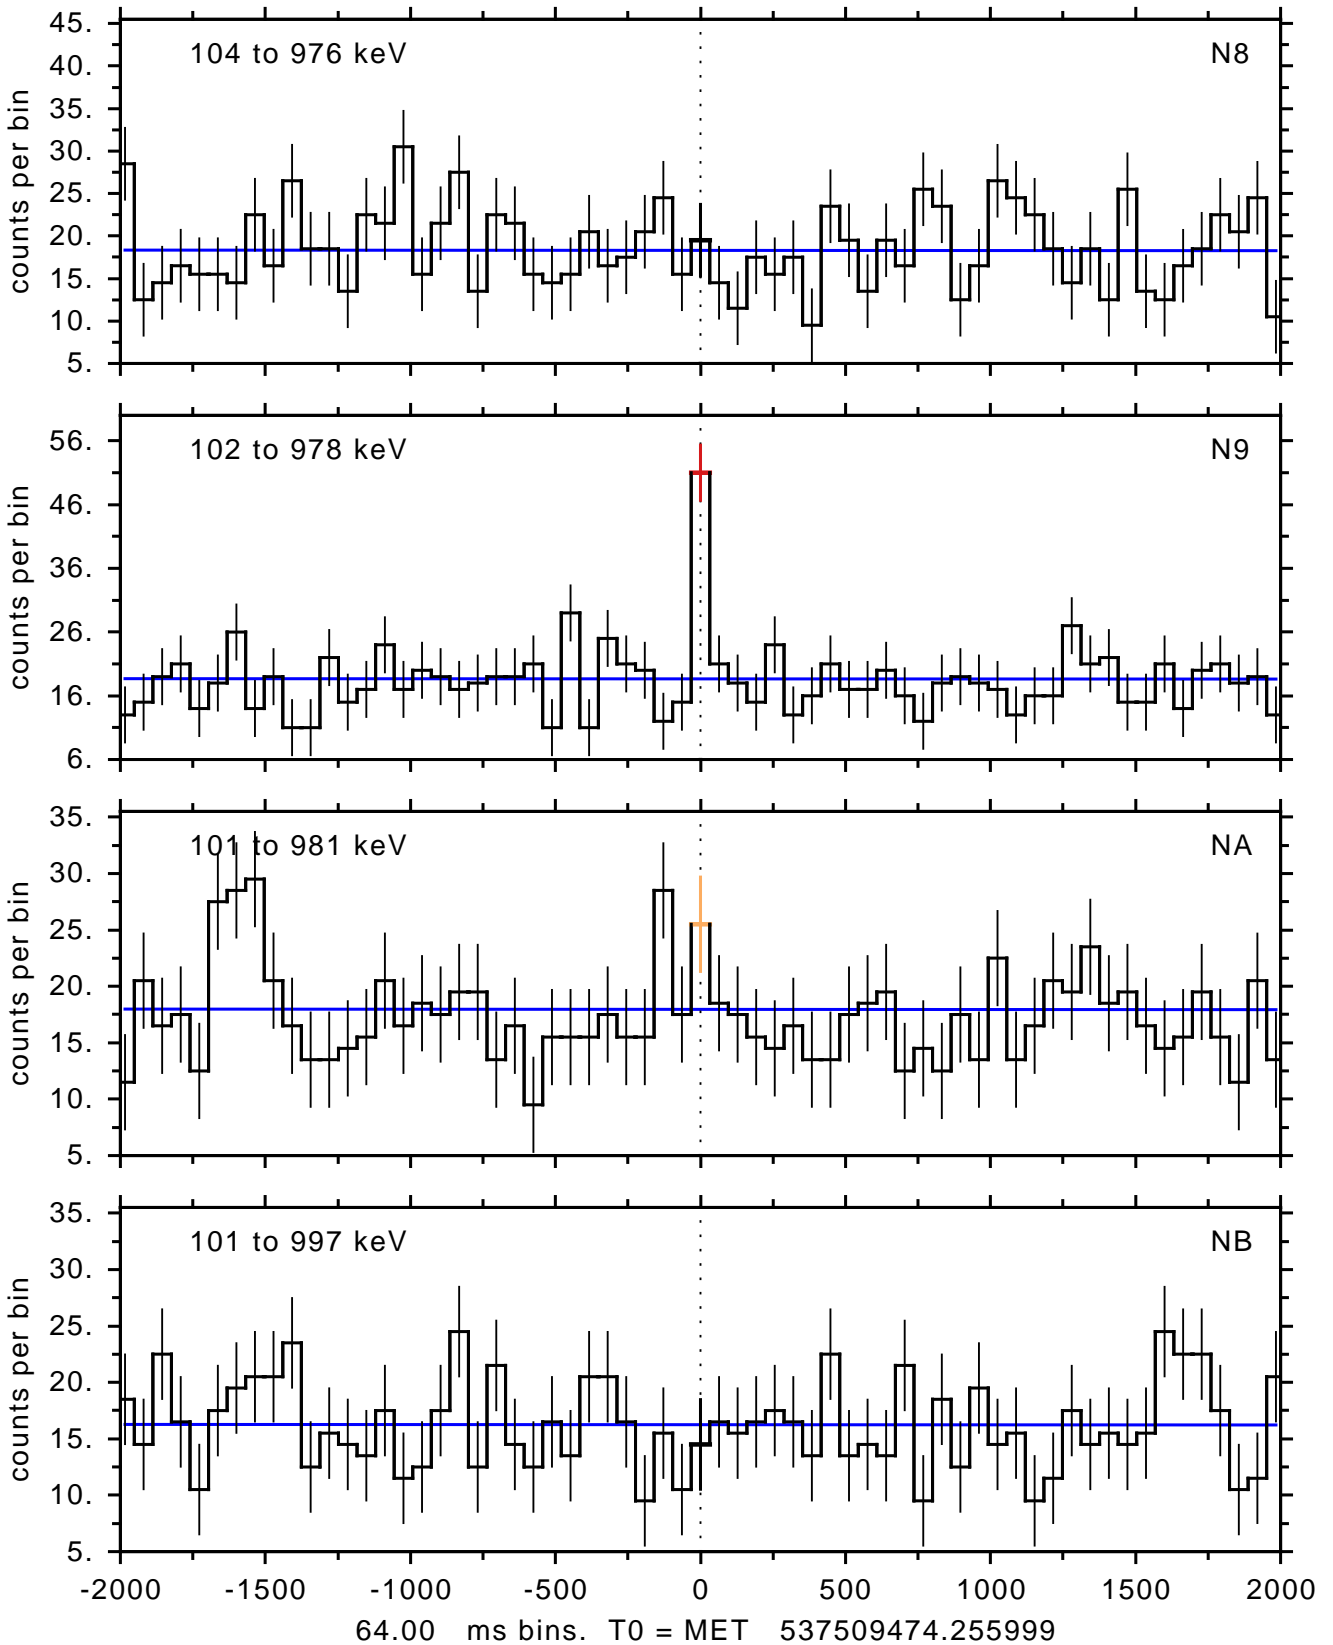 104 to 976 keV N8
45.
40.
35.
30.
25.
20.
15.
10.
5.
counts per bin
102 to 978 keV N9
56.
46.
36.
26.
16.
6.
counts per bin
101 to 981 keV NA
35.
30.
25.
20.
15.
10.
5.
counts per bin
101 to 997 keV NB
35.
30.
25.
20.
15.
10.
5.
counts per bin
-2000 -1500 -1000 -500 0 500 1000 1500 2000
64.00 ms bins. T0 = MET 537509474.255999